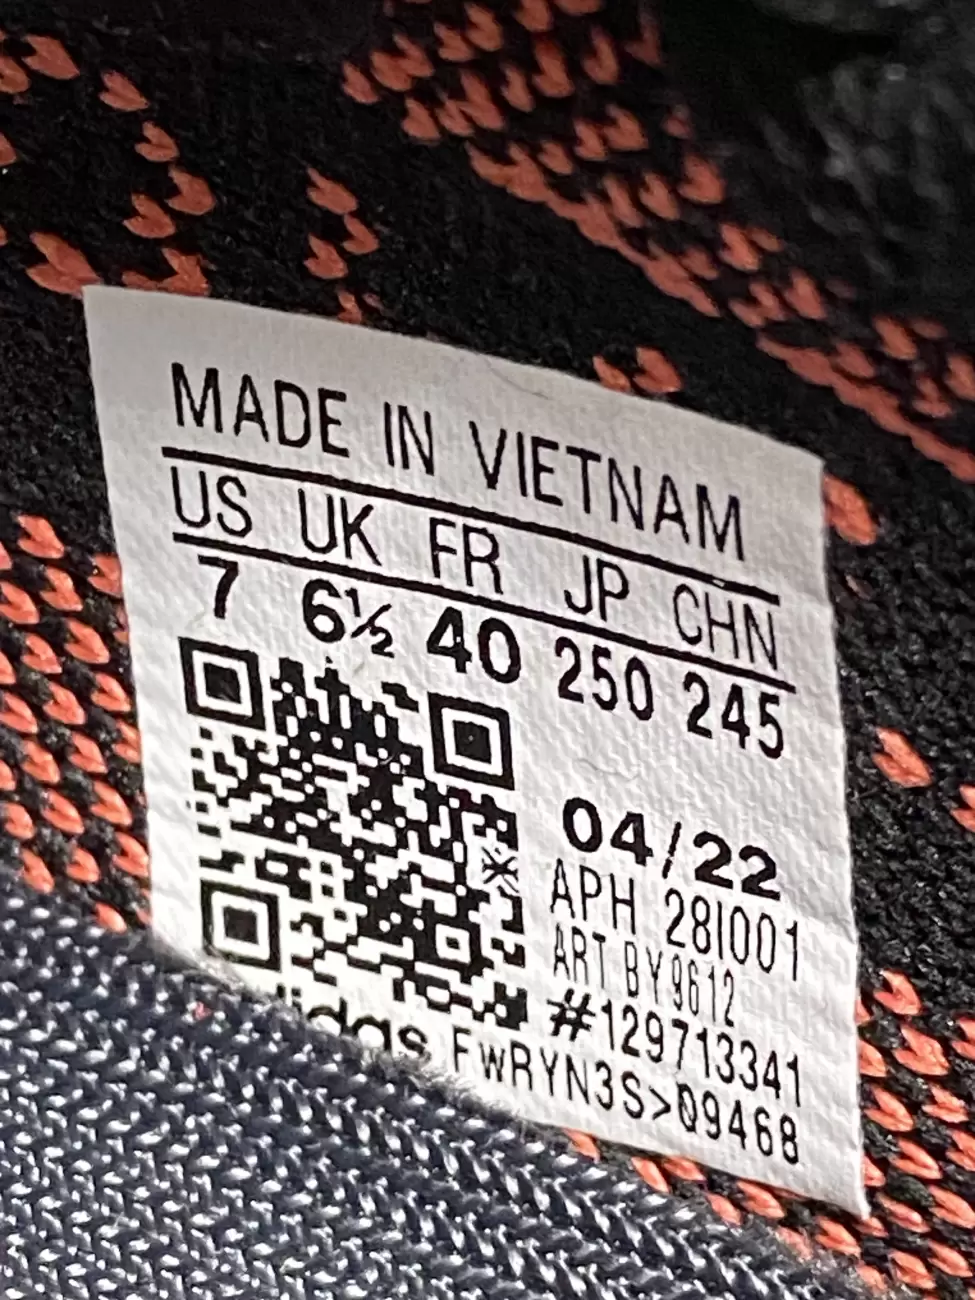 MADE IN VIETNAM
US UK FR JP CHN
7 6½ 40 250 245
04/22
APH 28I001
ART BY9612
#129713341
FwRYN3S>09468